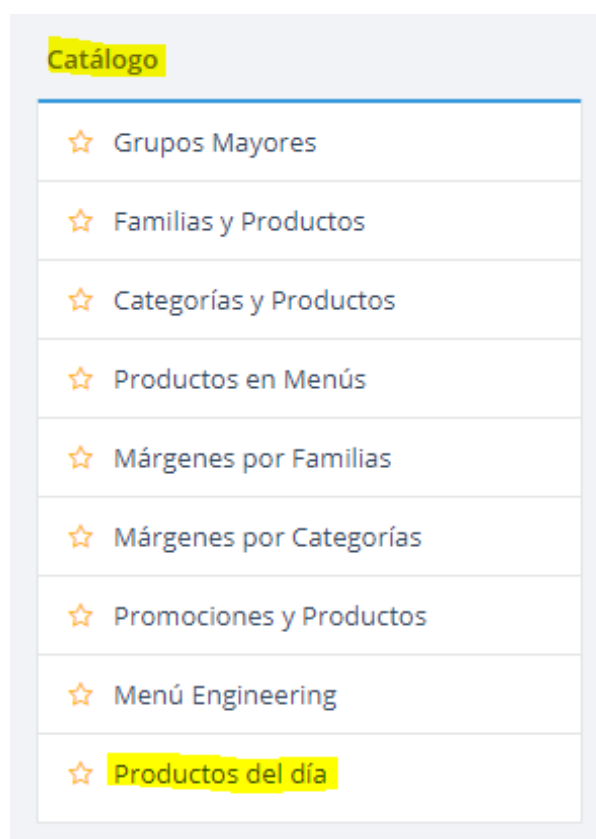 Catálogo
Grupos Mayores
Familias y Productos
Categorías y Productos
Productos en Menús
Márgenes por Familias
Márgenes por Categorías
Promociones y Productos
Menú Engineering
Productos del día